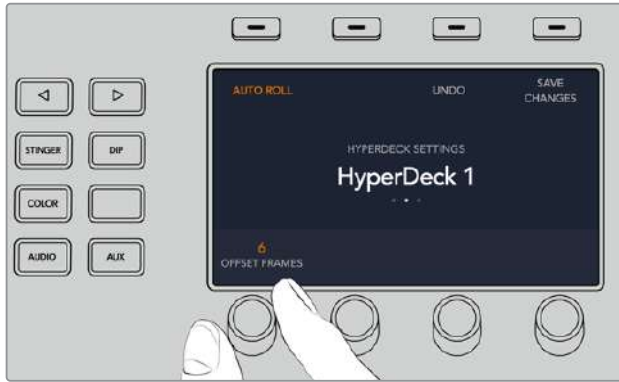 AUTO ROLL
UNDO
SAVE
CHANGES
HYPERDECK SETTINGS
HyperDeck 1
6
OFFSET FRAMES
STINGER
DIP
COLOR
AUDIO
AUX